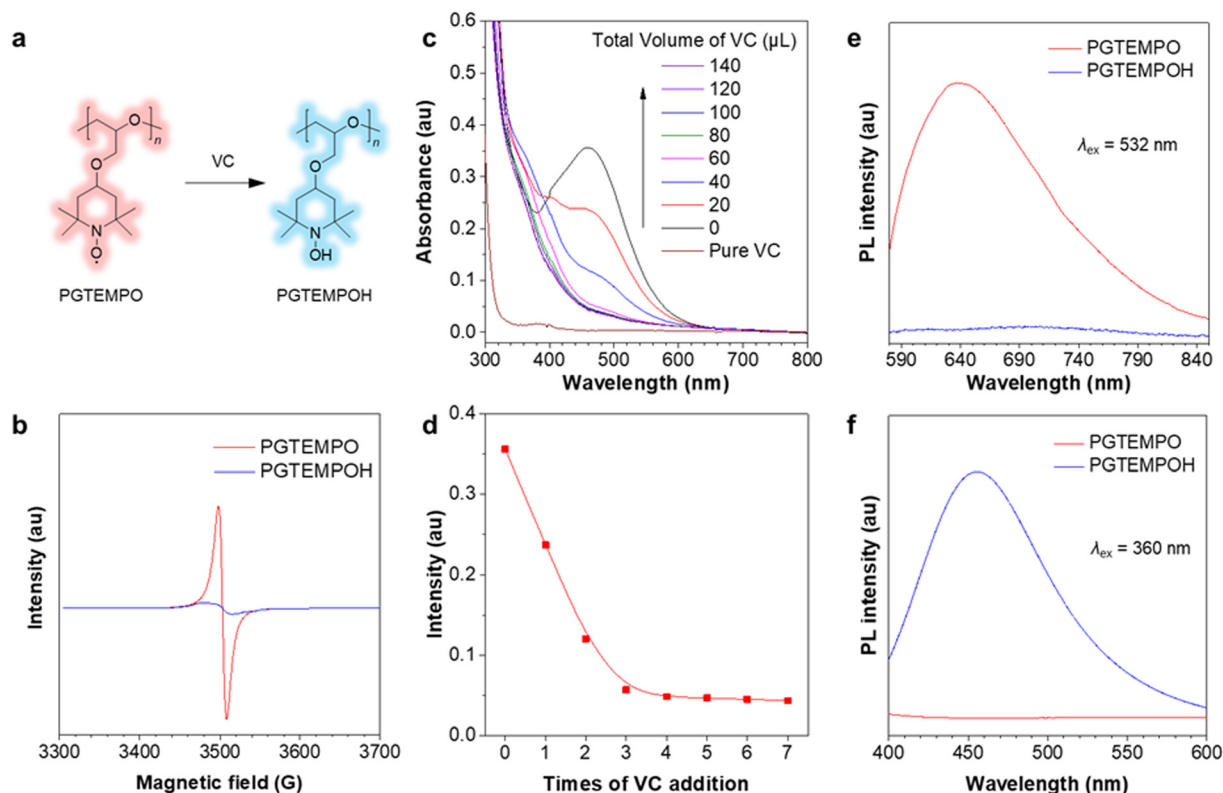 a
O
n
O
N
O•
PGTEMPO
VC
O
n
O
N
OH
PGTEMPOH
b
PGTEMPO
PGTEMPOH
Intensity (au)
3300 3400 3500 3600 3700
Magnetic field (G)
c
Total Volume of VC (µL)
140
120
100
80
60
40
20
0
Pure VC
Absorbance (au)
0.6
0.5
0.4
0.3
0.2
0.1
0.0
300 400 500 600 700 800
Wavelength (nm)
d
Intensity (au)
0.4
0.3
0.2
0.1
0.0
0 1 2 3 4 5 6 7
Times of VC addition
e
PGTEMPO
PGTEMPOH
λex = 532 nm
PL intensity (au)
590 640 690 740 790 840
Wavelength (nm)
f
PGTEMPO
PGTEMPOH
λex = 360 nm
PL intensity (au)
400 450 500 550 600
Wavelength (nm)